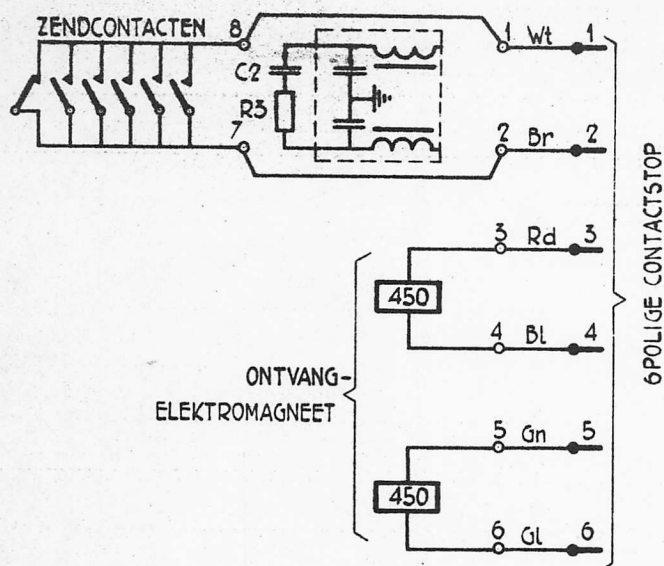 ZENDCONTACTEN
8
1 Wt 1
C2
R3
7
2 Br 2
3 Rd 3
450
4 Bl 4
ONTVANG-
ELEKTROMAGNEET
5 Gn 5
450
6 Gl 6
6POLIGE CONTACTSTOP